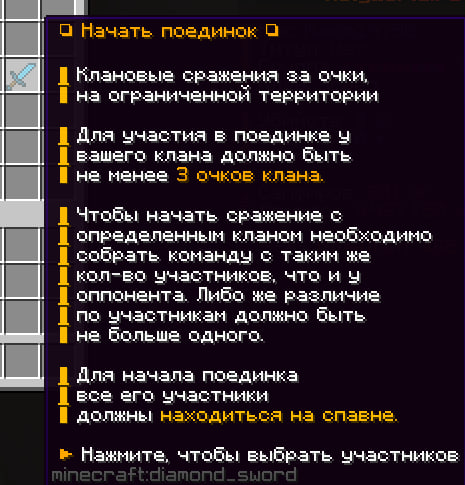 ❏ Начать поединок ❏
Клановые сражения за очки,
на ограниченной территории
Для участия в поединке у
вашего клана должно быть
не менее 3 очков клана.
Чтобы начать сражение с
определенным кланом необходимо
собрать команду с таким же
кол-во участников, что и у
оппонента. Либо же различие
по участникам должно быть
не больше одного.
Для начала поединка
все его участники
должны находиться на спавне.
► Нажмите, чтобы выбрать участников
minecraft:diamond_sword